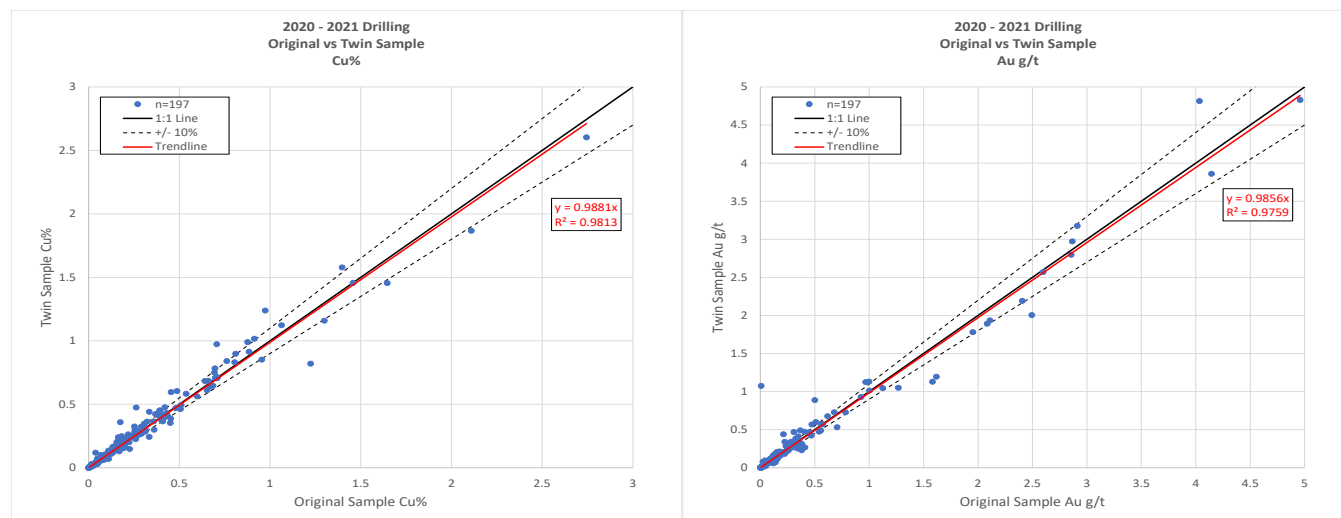 2020 - 2021 Drilling
Original vs Twin Sample
Cu%
3
2.5
2
1.5
1
0.5
0
0
0.5
1
1.5
2
2.5
3
Twin Sample Cu%
Original Sample Cu%
n=197
1:1 Line
+/- 10%
Trendline
y = 0.9881x
R² = 0.9813
2020 - 2021 Drilling
Original vs Twin Sample
Au g/t
5
4.5
4
3.5
3
2.5
2
1.5
1
0.5
0
0
0.5
1
1.5
2
2.5
3
3.5
4
4.5
5
Twin Sample Au g/t
Original Sample Au g/t
n=197
1:1 Line
+/- 10%
Trendline
y = 0.9856x
R² = 0.9759